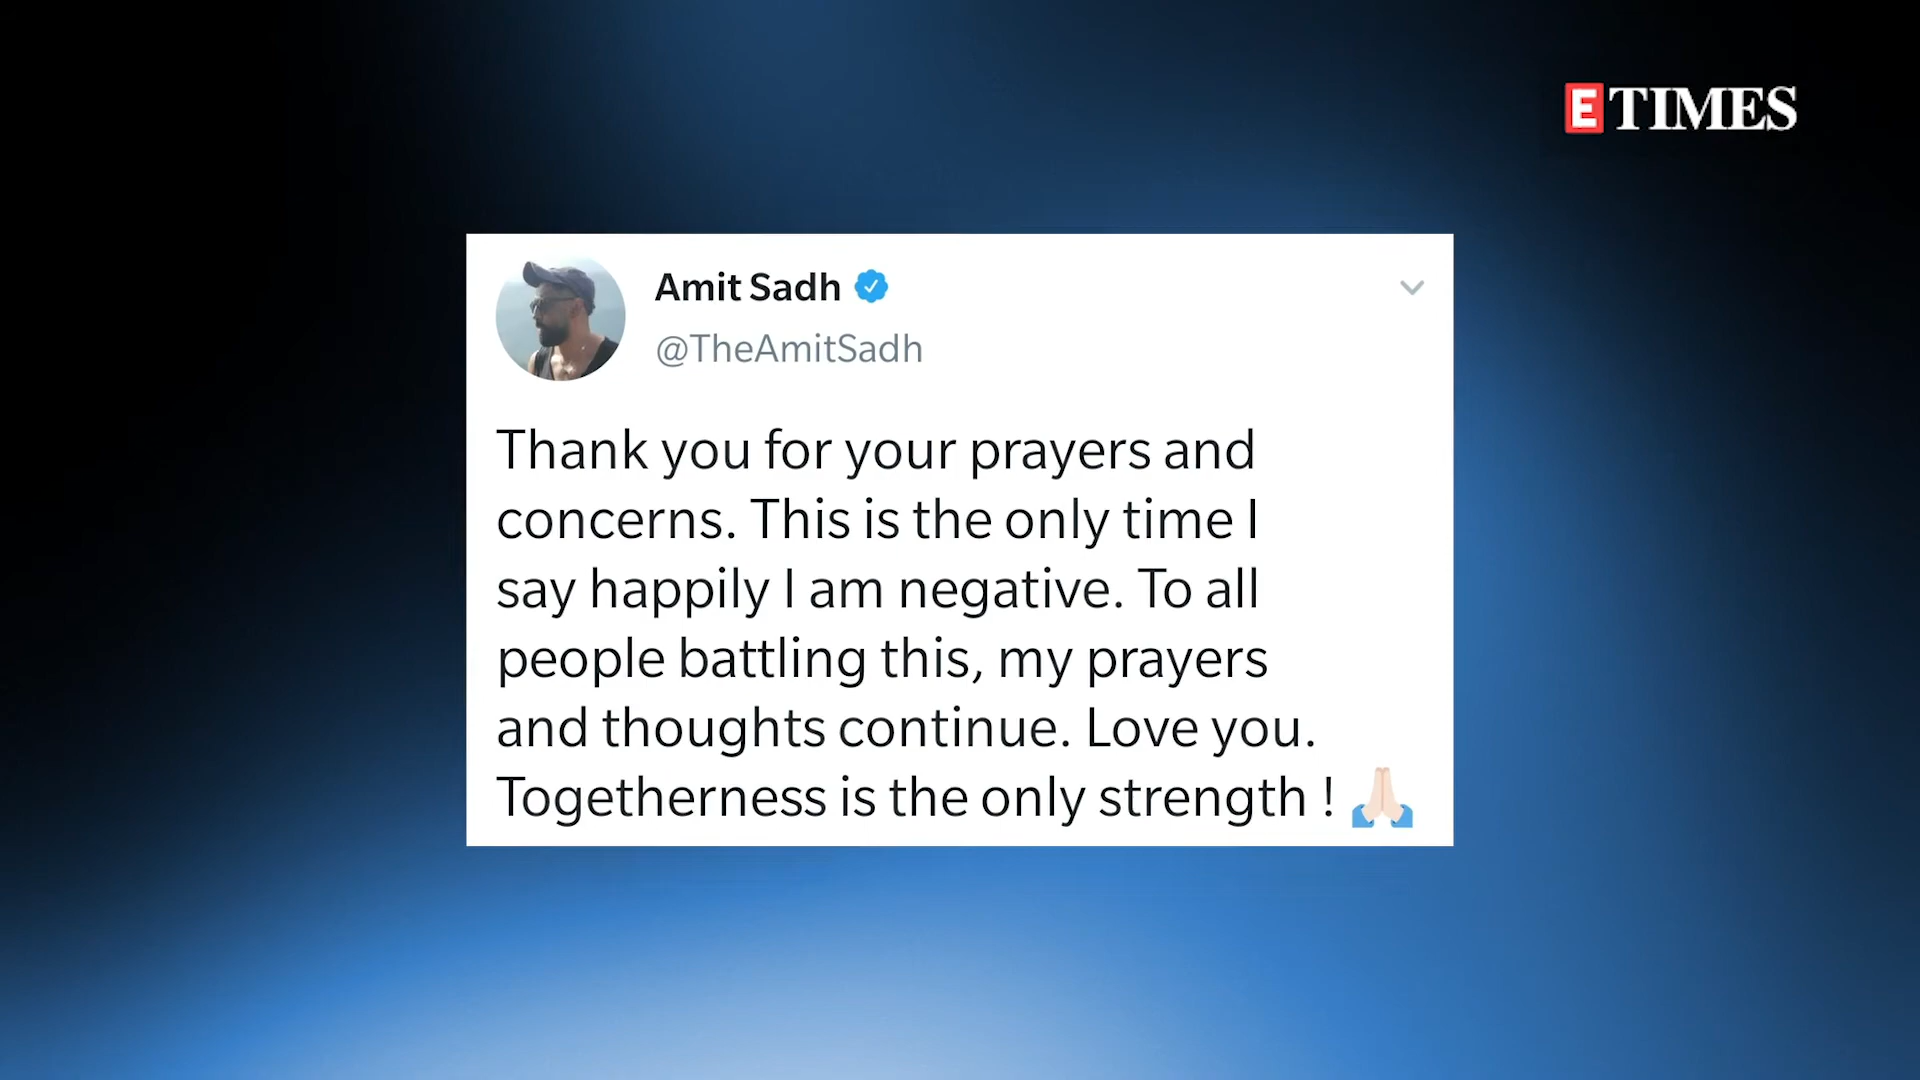 ETIMES
Amit Sadh
@TheAmitSadh
Thank you for your prayers and
concerns. This is the only time I
say happily I am negative. To all
people battling this, my prayers
and thoughts continue. Love you.
Togetherness is the only strength ! 🙏🏻